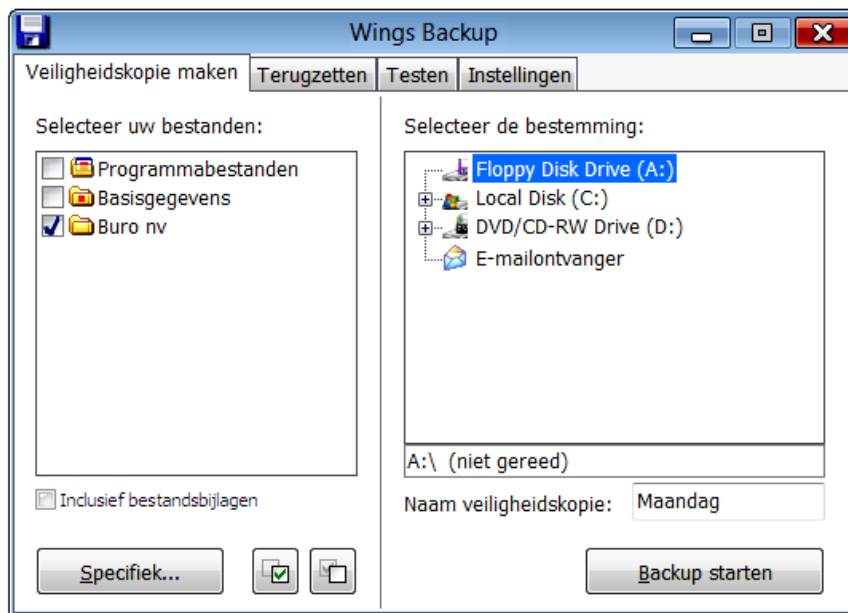 Wings Backup
Veiligheidskopie maken
Terugzetten
Testen
Instellingen
Selecteer uw bestanden:
Programmabestanden
Basisgegevens
Buro nv
Inclusief bestandsbijlagen
Specifiek...
Selecteer de bestemming:
Floppy Disk Drive (A:)
Local Disk (C:)
DVD/CD-RW Drive (D:)
E-mailontvanger
A:\ (niet gereed)
Naam veiligheidskopie: Maandag
Backup starten